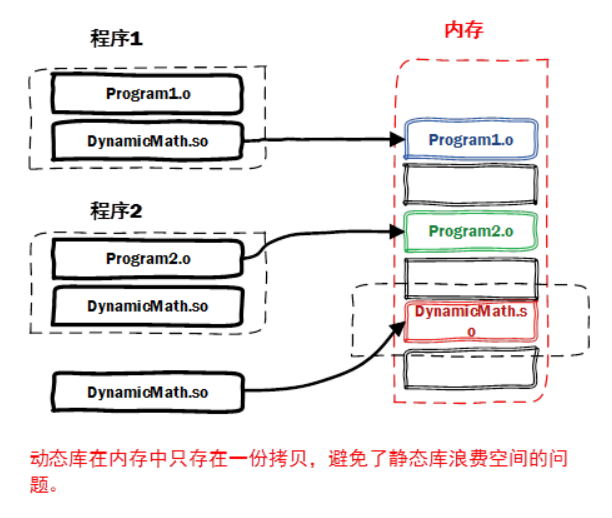 程序1
Program1.o
DynamicMath.so
程序2
Program2.o
DynamicMath.so
DynamicMath.so
内存
Program1.o
Program2.o
DynamicMath.s
o
动态库在内存中只存在一份拷贝，避免了静态库浪费空间的问
题。